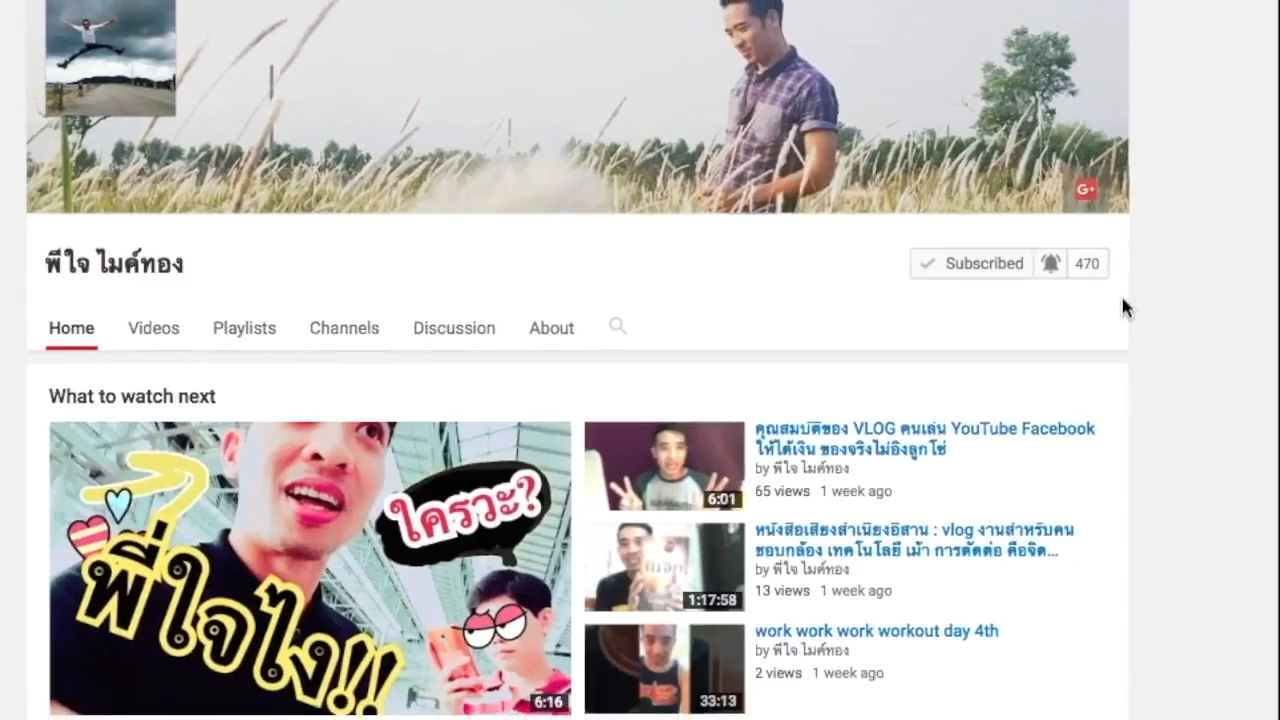 G+
พี่ใจ ไมค์ทอง
Subscribed 470
Home Videos Playlists Channels Discussion About
What to watch next
ใครวะ?
พี่ใจไง!!
6:16
คุณสมบัติของ VLOG คนเล่น YouTube Facebook
ให้ได้เงิน ของจริงไม่อิงลูกโซ่
by พี่ใจ ไมค์ทอง
65 views 1 week ago
6:01
หนังสือเสียงสำเนียงอีสาน : vlog งานสำหรับคน
ชอบกล้อง เทคโนโลยี เม้า การตัดต่อ คือจิต...
by พี่ใจ ไมค์ทอง
13 views 1 week ago
1:17:58
work work work workout day 4th
by พี่ใจ ไมค์ทอง
2 views 1 week ago
33:13